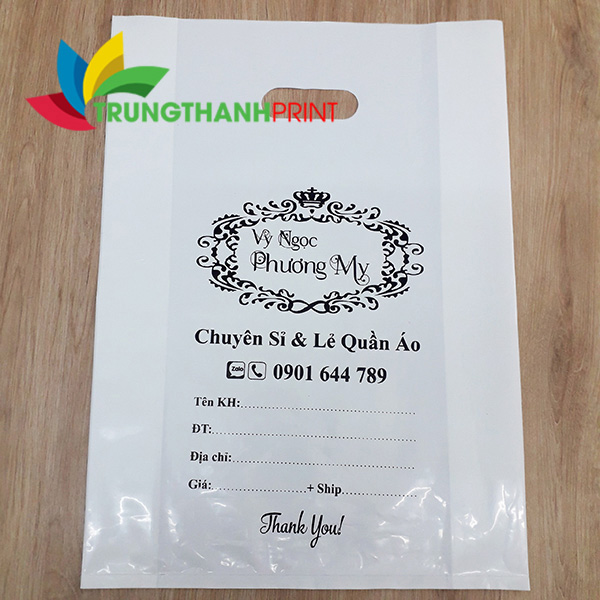 TRUNGTHANHPRINT
Vy Ngọc
Phương My
Chuyên Sỉ & Lẻ Quần Áo
Zalo 0901 644 789
Tên KH:............................................................
ĐT:............................................................
Địa chỉ:............................................................
Giá:..............................+ Ship........................
Thank You!